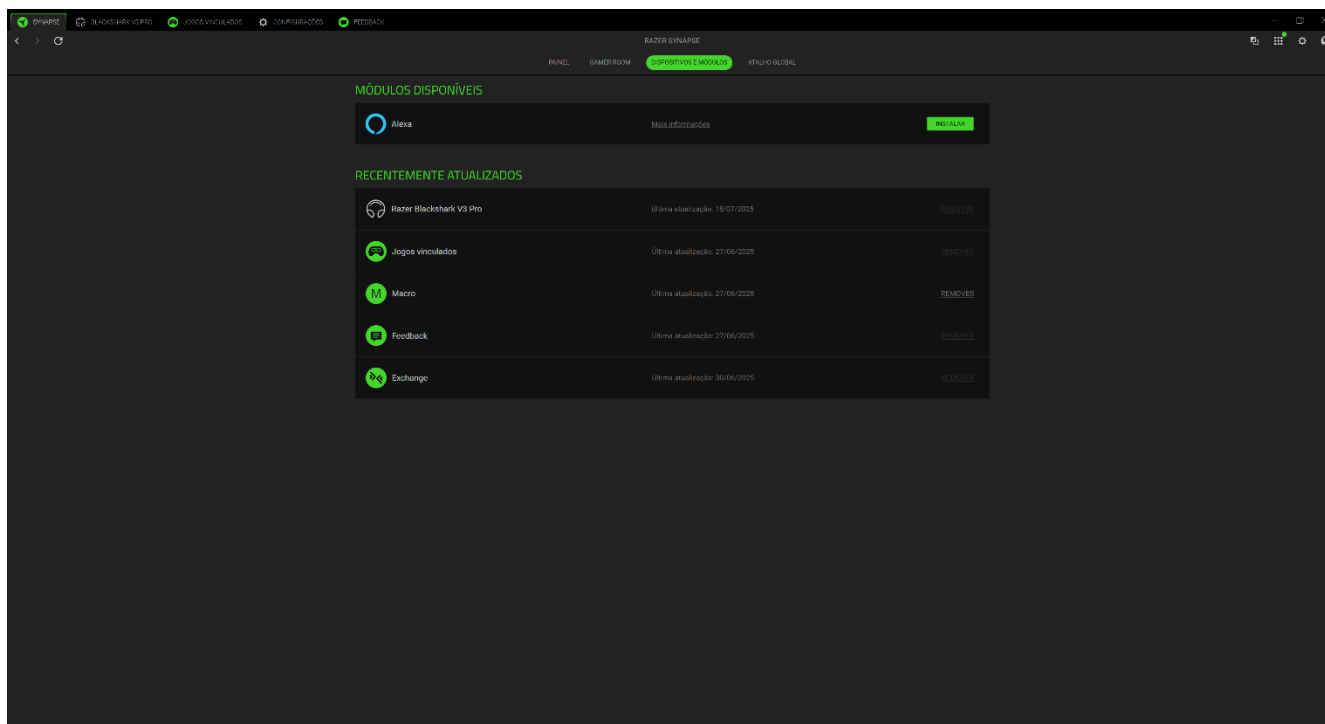 SYNAPSE BLACKSHARK V3 PRO JOGOS VINCULADOS CONFIGURAÇÕES FEEDBACK
RAZER SYNAPSE
PAINEL GAMER ROOM DISPOSITIVOS E MÓDULOS ATALHO GLOBAL
MÓDULOS DISPONÍVEIS
Alexa Mais informações INSTALAR
RECENTEMENTE ATUALIZADOS
Razer Blackshark V3 Pro Última atualização: 18/07/2025 REMOVER
Jogos vinculados Última atualização: 27/06/2025 REMOVER
M Macro Última atualização: 27/06/2025 REMOVER
Feedback Última atualização: 27/06/2025 REMOVER
Exchange Última atualização: 30/06/2025 REMOVER